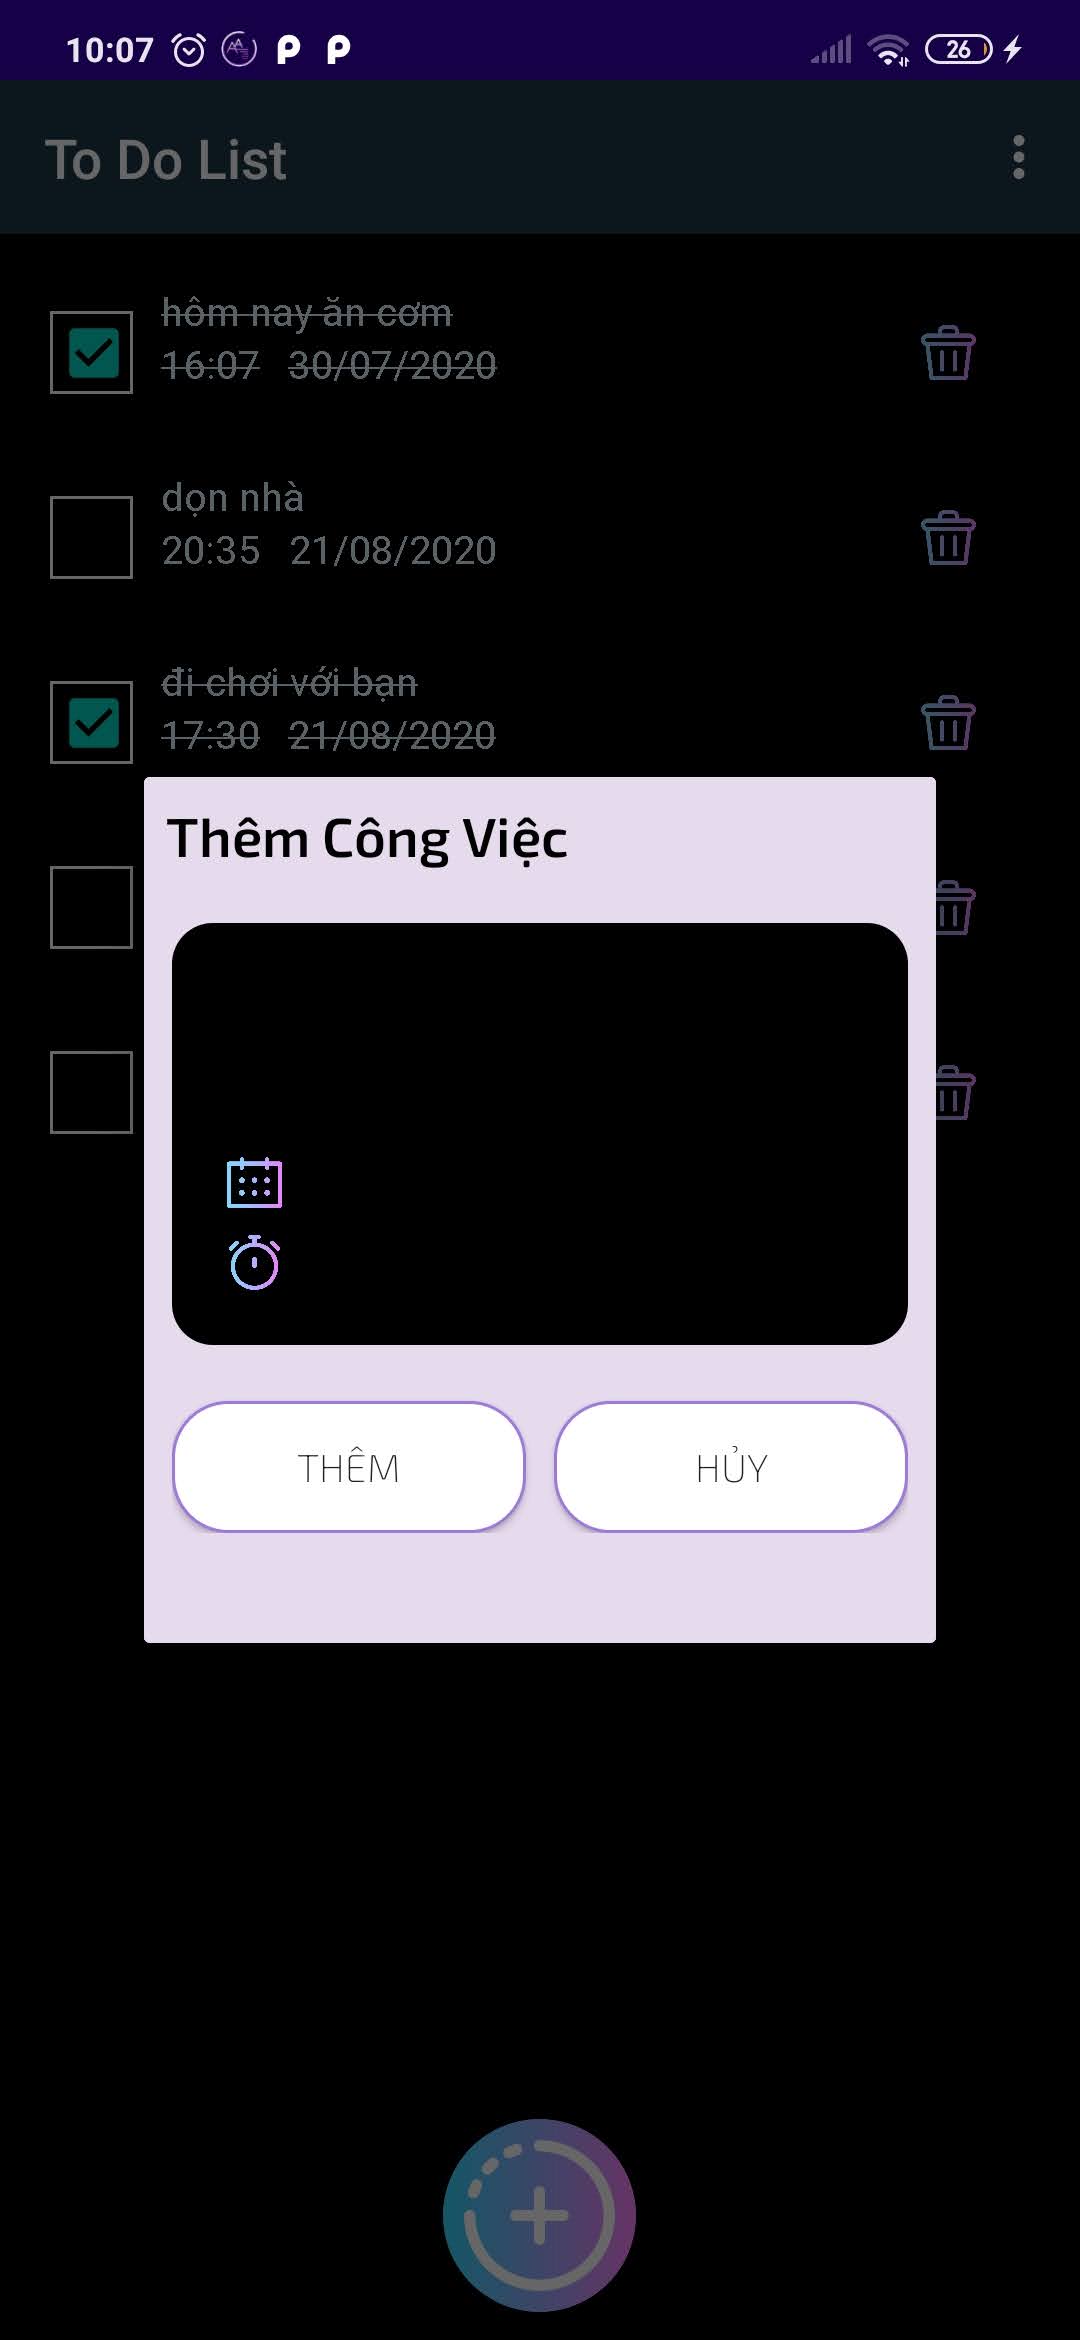 10:07 26
To Do List
hôm nay ăn cơm
16:07 30/07/2020
dọn nhà
20:35 21/08/2020
đi chơi với bạn
17:30 21/08/2020
Thêm Công Việc
THÊM HỦY